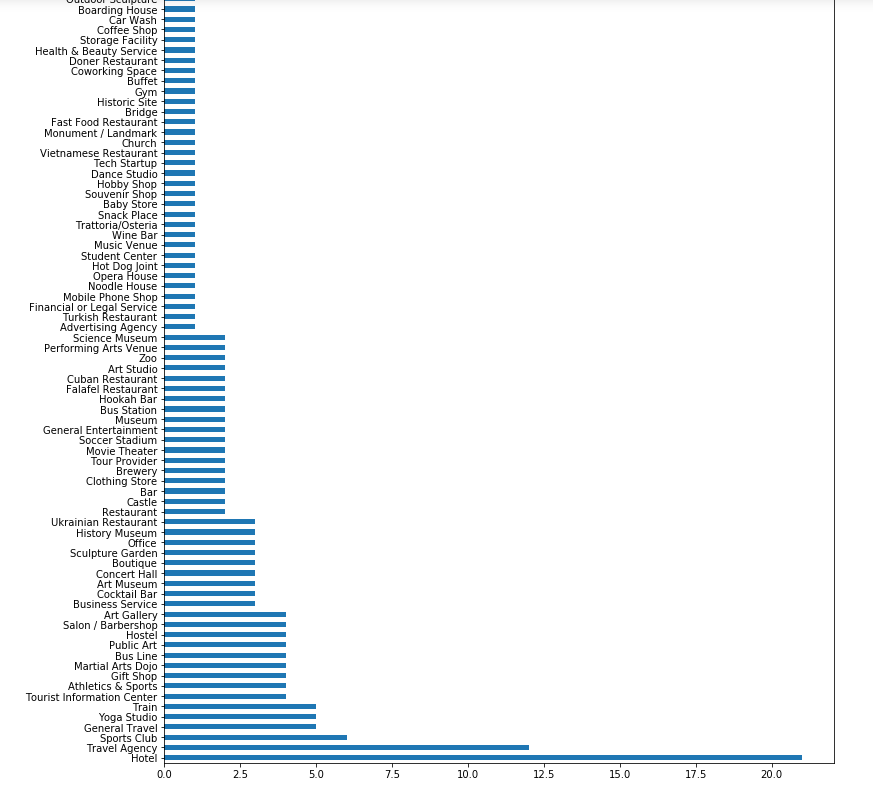 Outdoor Sculpture
Boarding House
Car Wash
Coffee Shop
Storage Facility
Health & Beauty Service
Doner Restaurant
Coworking Space
Buffet
Gym
Historic Site
Bridge
Fast Food Restaurant
Monument / Landmark
Church
Vietnamese Restaurant
Tech Startup
Dance Studio
Hobby Shop
Souvenir Shop
Baby Store
Snack Place
Trattoria/Osteria
Wine Bar
Music Venue
Student Center
Hot Dog Joint
Opera House
Noodle House
Mobile Phone Shop
Financial or Legal Service
Turkish Restaurant
Advertising Agency
Science Museum
Performing Arts Venue
Zoo
Art Studio
Cuban Restaurant
Falafel Restaurant
Hookah Bar
Bus Station
Museum
General Entertainment
Soccer Stadium
Movie Theater
Tour Provider
Brewery
Clothing Store
Bar
Castle
Restaurant
Ukrainian Restaurant
History Museum
Office
Sculpture Garden
Boutique
Concert Hall
Art Museum
Cocktail Bar
Business Service
Art Gallery
Salon / Barbershop
Hostel
Public Art
Bus Line
Martial Arts Dojo
Gift Shop
Athletics & Sports
Tourist Information Center
Train
Yoga Studio
General Travel
Sports Club
Travel Agency
Hotel
0.0 2.5 5.0 7.5 10.0 12.5 15.0 17.5 20.0